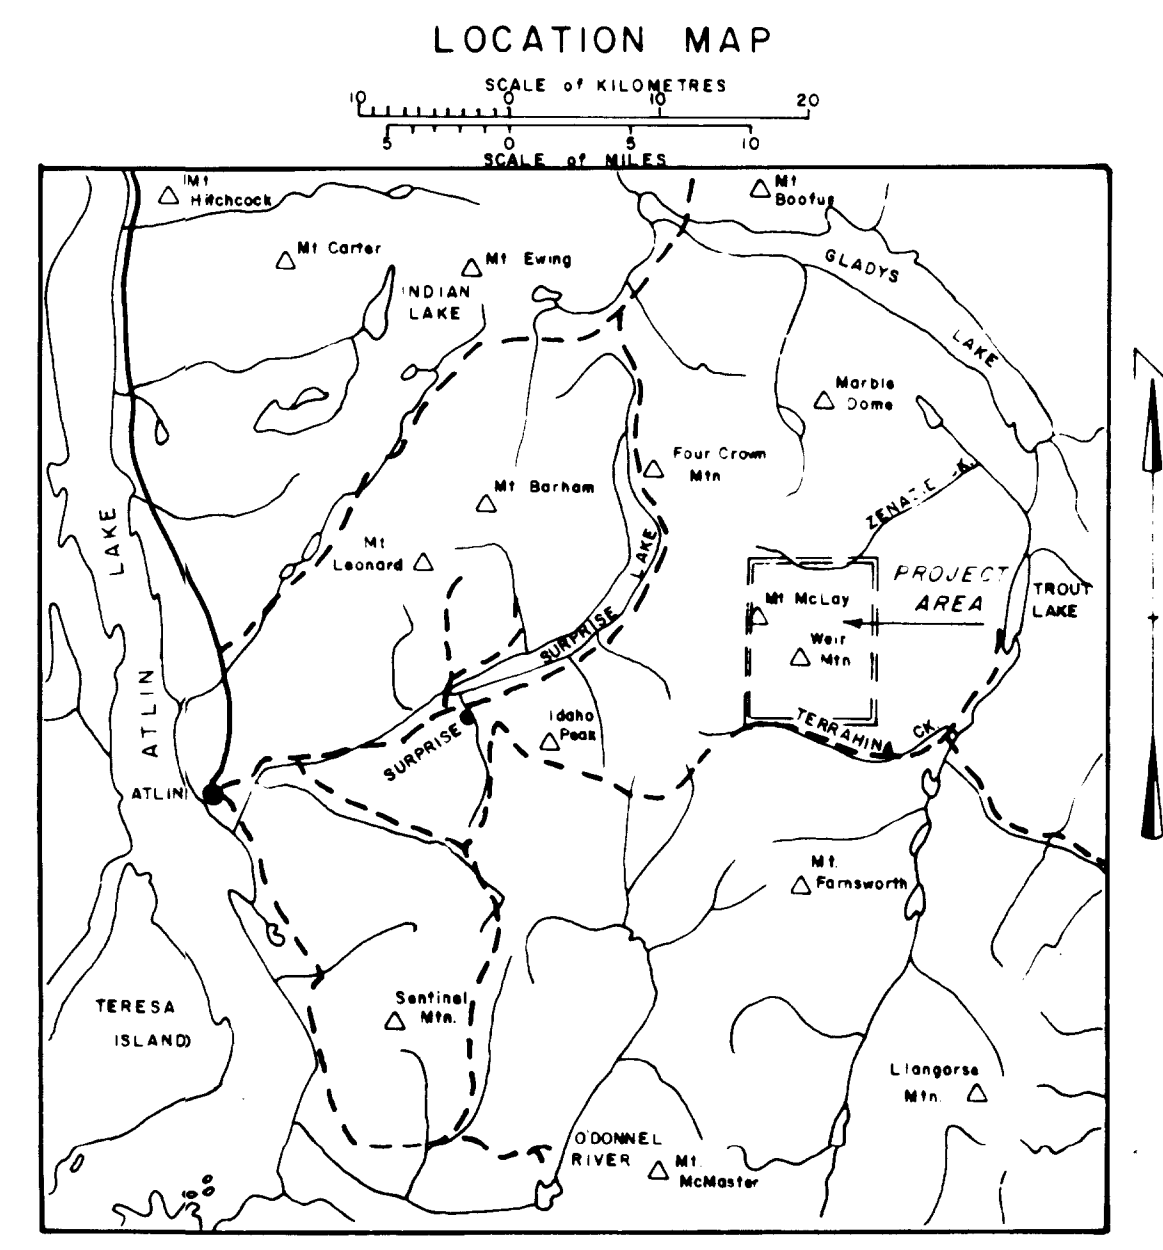 LOCATION MAP
SCALE of KILOMETRES
10 0 10 20
5 0 5 10
SCALE of MILES
Mt
Hitchcock
Mt
Boofus
Mt Carter
Mt Ewing
GLADYS
LAKE
INDIAN
LAKE
Marble
Dome
Four Crown
Mtn
Mt Barham
LAKE
ATLIN
Mt
Leonard
LAKE
SURPRISE
PROJECT
AREA
TROUT
LAKE
Mt McLay
Weir
Mtn
Idaho
Peak
TERRAHIN CK
SURPRISE
ATLIN
Mt.
Farnsworth
Sentinel
Mtn.
TERESA
ISLAND
Llangorse
Mtn.
O'DONNEL
RIVER
Mt.
McMaster